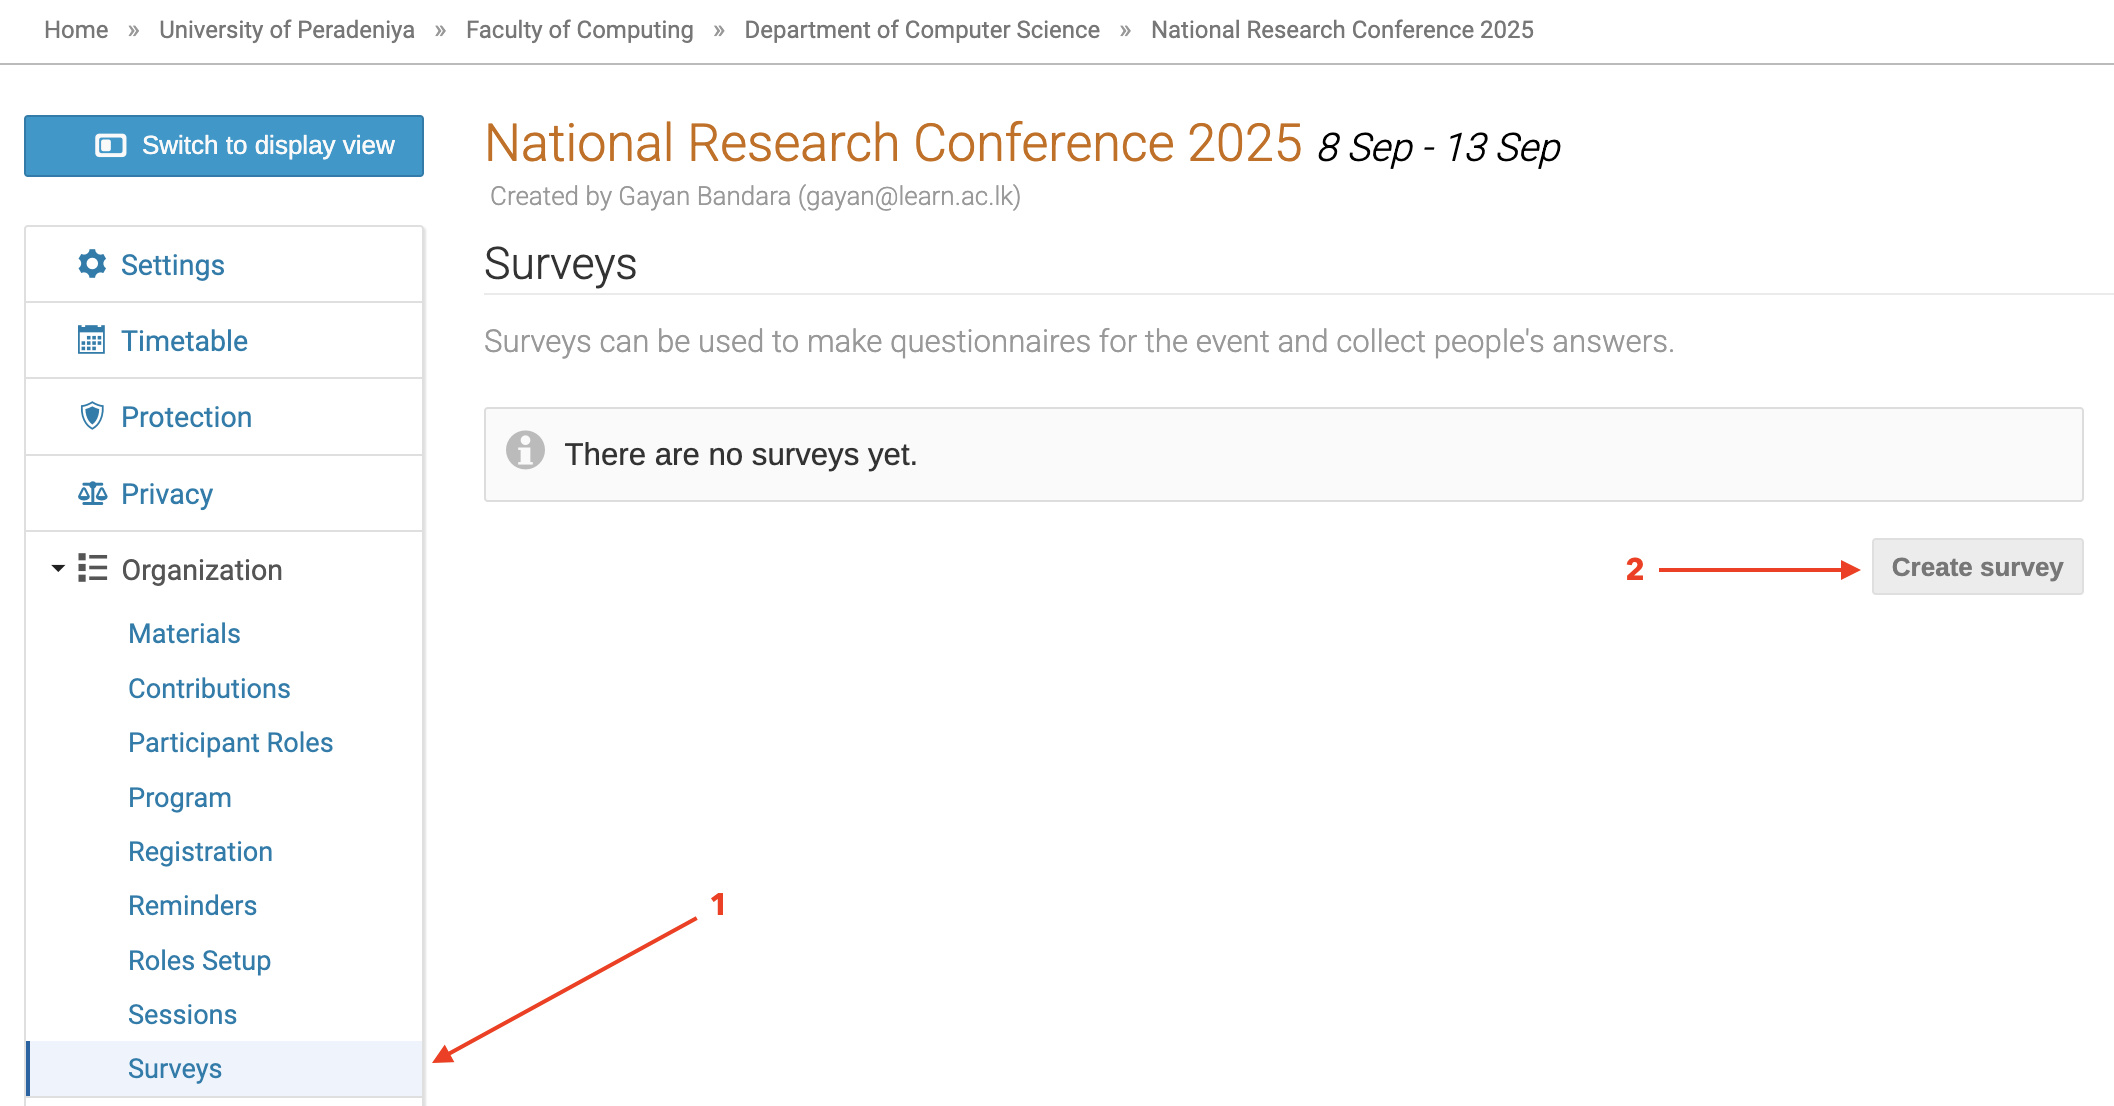 Home » University of Peradeniya » Faculty of Computing » Department of Computer Science » National Research Conference 2025
Switch to display view
National Research Conference 2025 8 Sep - 13 Sep
Created by Gayan Bandara (gayan@learn.ac.lk)
Settings
Timetable
Protection
Privacy
Organization
Materials
Contributions
Participant Roles
Program
Registration
Reminders
Roles Setup
Sessions
Surveys
Surveys
Surveys can be used to make questionnaires for the event and collect people's answers.
There are no surveys yet.
2
Create survey
1